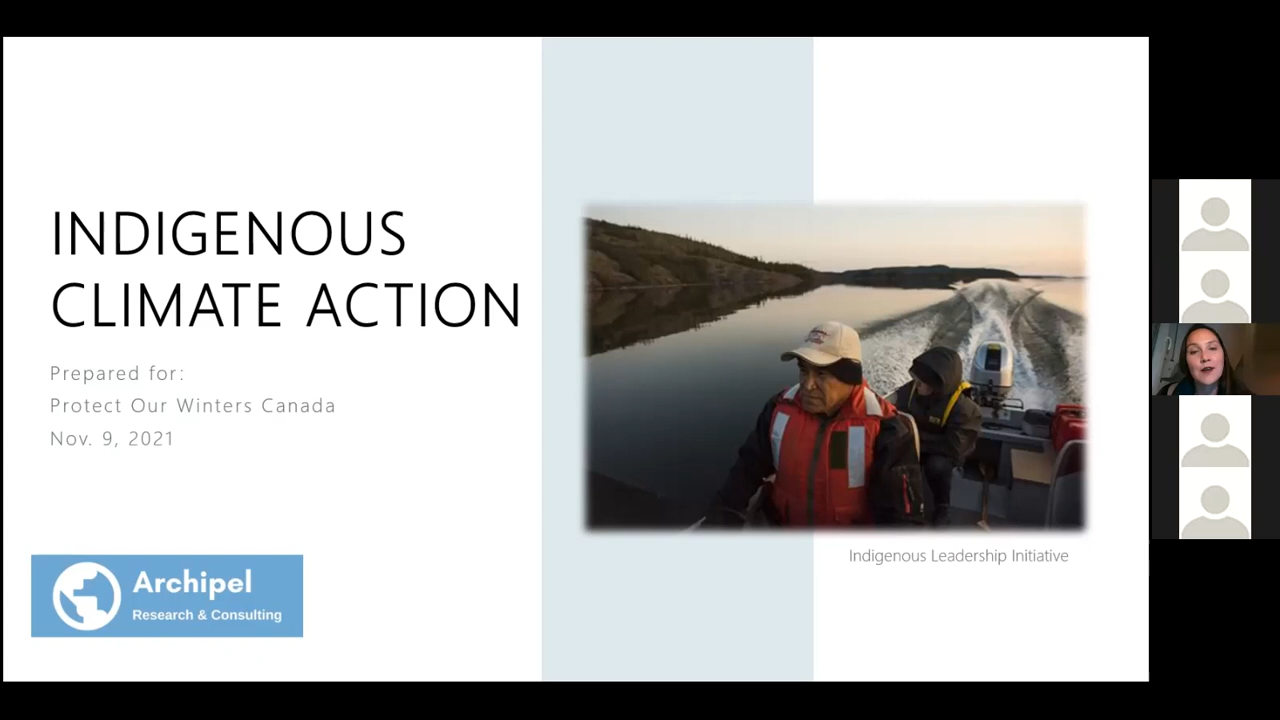 INDIGENOUS
CLIMATE ACTION
Prepared for:
Protect Our Winters Canada
Nov. 9, 2021
Archipel
Research & Consulting
Indigenous Leadership Initiative